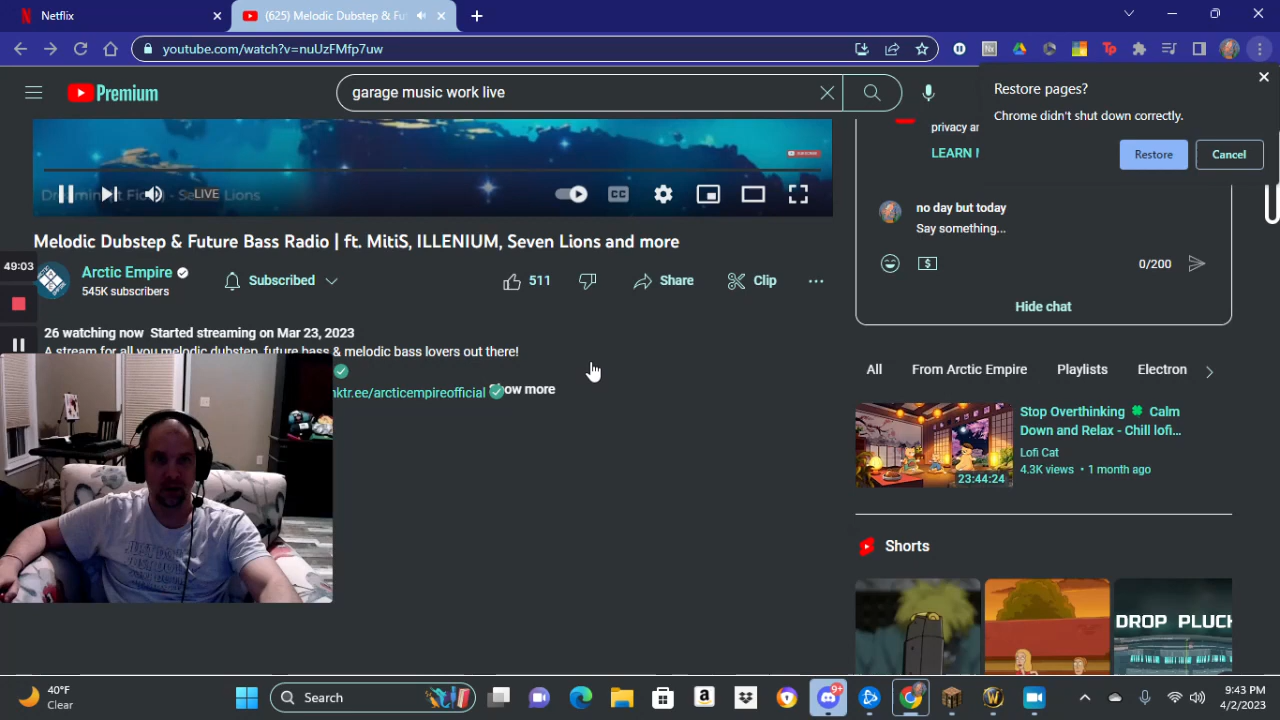 Netflix
(625) Melodic Dubstep & Fu
youtube.com/watch?v=nuUzFMfp7uw
Premium
garage music work live
Restore pages?
Chrome didn't shut down correctly.
Restore
Cancel
privacy an
LEARN
LIVE
CC
Melodic Dubstep & Future Bass Radio | ft. MitiS, ILLENIUM, Seven Lions and more
Arctic Empire
545K subscribers
Subscribed
511
Share
Clip
26 watching now Started streaming on Mar 23, 2023
A stream for all you melodic dubstep, future bass & melodic bass lovers out there!
nktr.ee/arcticempireofficial
Show more
49:03
no day but today
Say something...
0/200
Hide chat
All
From Arctic Empire
Playlists
Electron
Stop Overthinking 🍀 Calm
Down and Relax - Chill lofi...
Lofi Cat
4.3K views • 1 month ago
23:44:24
Shorts
DROP PLUCK
40°F
Clear
Search
9+
9:43 PM
4/2/2023